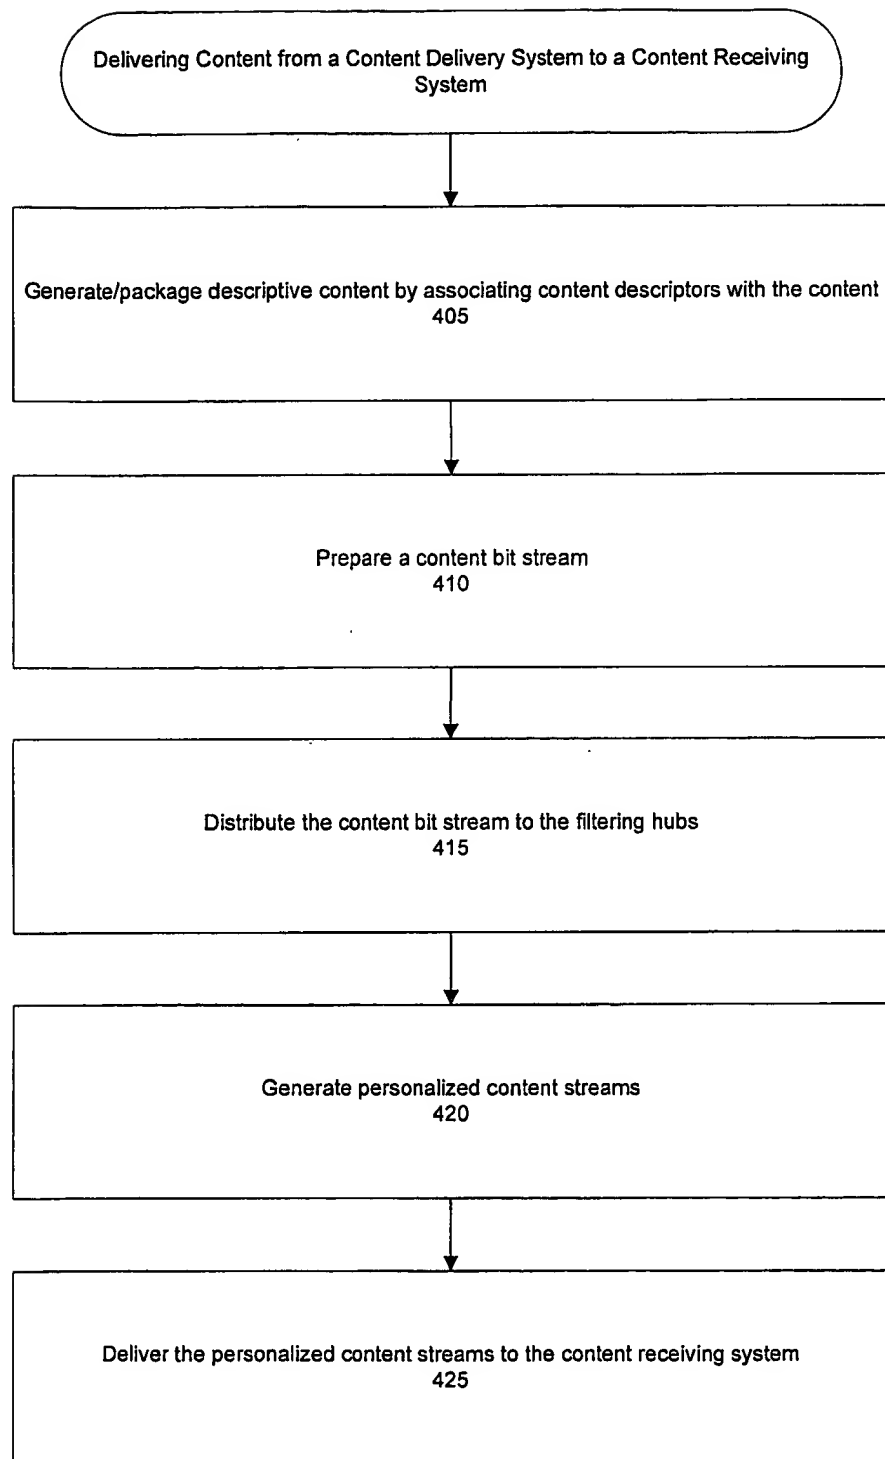 Delivering Content from a Content Delivery System to a Content Receiving
System
Generate/package descriptive content by associating content descriptors with the content
405
Prepare a content bit stream
410
Distribute the content bit stream to the filtering hubs
415
Generate personalized content streams
420
Deliver the personalized content streams to the content receiving system
425